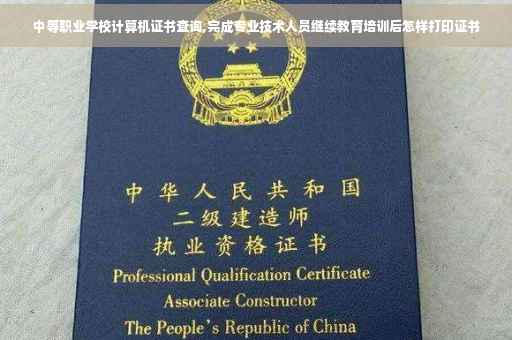 中等职业学校计算机证书查询,完成专业技术人员继续教育培训后怎样打印证书
中华人民共和国
二级建造师
执业资格证书
Professional Qualification Certificate
Associate Constructor
The People's Republic of China